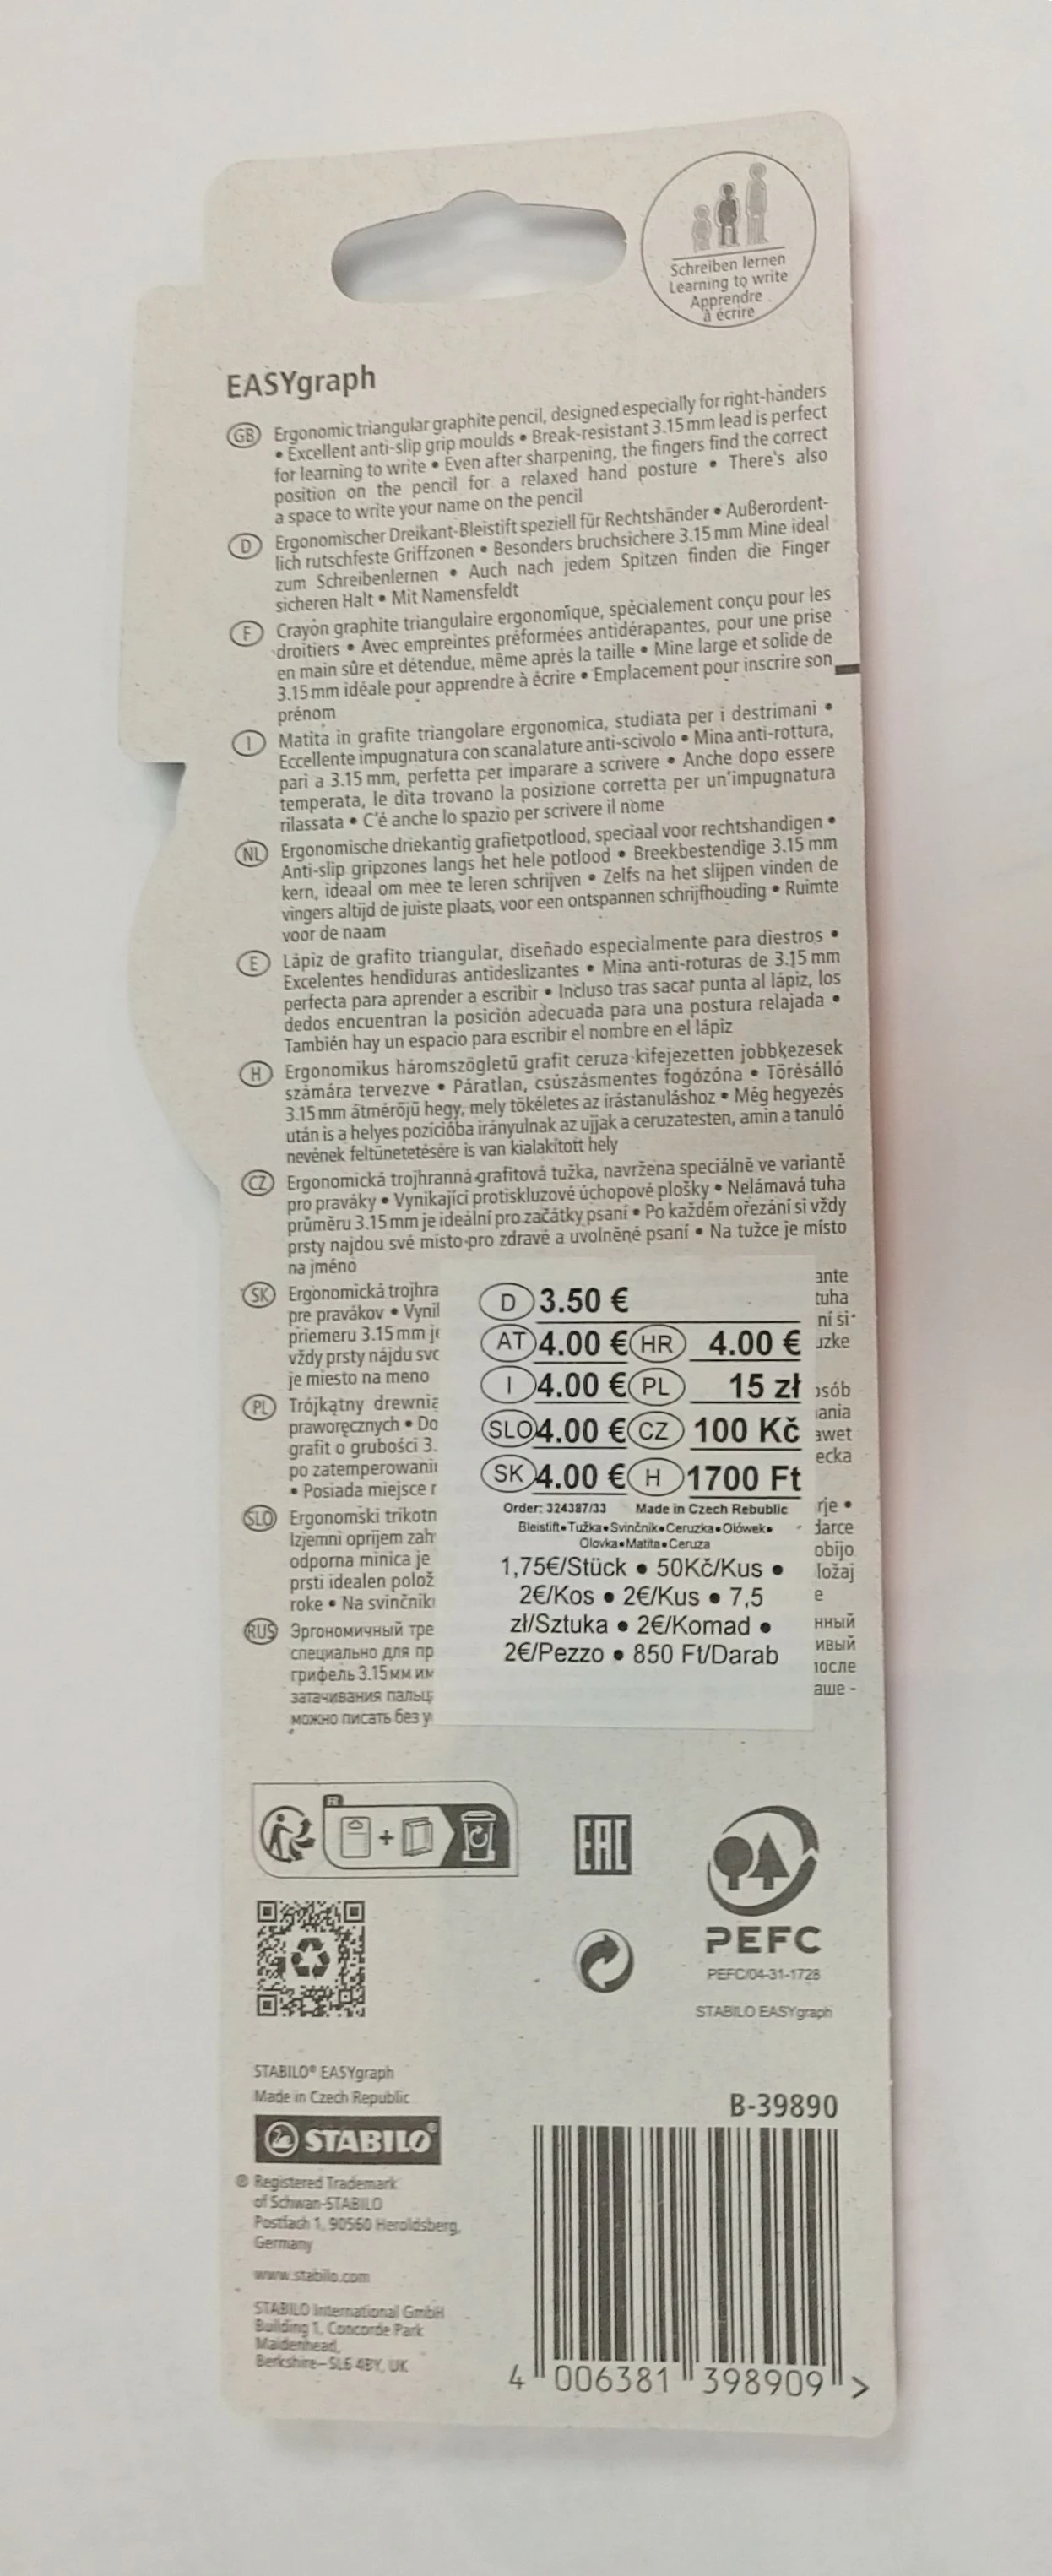 Schreiben lernen
Learning to write
Apprendre
à écrire
EASYgraph
GB Ergonomic triangular graphite pencil, designed especially for right-handers
• Excellent anti-slip grip moulds • Break-resistant 3.15 mm lead is perfect
for learning to write • Even after sharpening, the fingers find the correct
position on the pencil for a relaxed hand posture • There's also
a space to write your name on the pencil
D Ergonomischer Dreikant-Bleistift speziell für Rechtshänder • Außerordent-
lich rutschfeste Griffzonen • Besonders bruchsichere 3.15 mm Mine ideal
zum Schreibenlernen • Auch nach jedem Spitzen finden die Finger
sicheren Halt • Mit Namensfeldt
F Crayon graphite triangulaire ergonomique, spécialement conçu pour les
droitiers • Avec empreintes préformées antidérapantes, pour une prise
en main sûre et détendue, même après la taille • Mine large et solide de
3.15 mm idéale pour apprendre à écrire • Emplacement pour inscrire son
prénom
I Matita in grafite triangolare ergonomica, studiata per i destrimani •
Eccellente impugnatura con scanalature anti-scivolo • Mina anti-rottura,
pari a 3.15 mm, perfetta per imparare a scrivere • Anche dopo essere
temperata, le dita trovano la posizione corretta per un'impugnatura
rilassata • C'é anche lo spazio per scrivere il nome
NL Ergonomische driekantig grafietpotlood, speciaal voor rechtshandigen •
Anti-slip gripzones langs het hele potlood • Breekbestendige 3.15 mm
kern, ideaal om mee te leren schrijven • Zelfs na het slijpen vinden de
vingers altijd de juiste plaats, voor een ontspannen schrijfhouding • Ruimte
voor de naam
E Lápiz de grafito triangular, diseñado especialmente para diestros •
Excelentes hendiduras antideslizantes • Mina anti-roturas de 3.15 mm
perfecta para aprender a escribir • Incluso tras sacar punta al lápiz, los
dedos encuentran la posición adecuada para una postura relajada •
También hay un espacio para escribir el nombre en el lápiz
H Ergonomikus háromszögletű grafit ceruza kifejezetten jobbkezesek
számára tervezve • Páratlan, csúszásmentes fogózóna • Törésálló
3.15 mm átmérőjű hegy, mely tökéletes az írástanuláshoz • Még hegyezés
után is a helyes pozícióba irányulnak az ujjak a ceruzatesten, amin a tanuló
nevének feltüntetésére is van kialakított hely
CZ Ergonomická trojhranná grafitová tužka, navržena speciálně ve variantě
pro praváky • Vynikající protiskluzové úchopové plošky • Nelámavá tuha
průměru 3.15 mm je ideální pro začátky psaní • Po každém ořezání si vždy
prsty najdou své místo pro zdravé a uvolněné psaní • Na tužce je místo
na jméno
SK Ergonomická trojhra ante
pre pravákov • Vynil tuha
priemeru 3.15 mm je ní si
vždy prsty nájdu svo uzke
je miesto na meno
PL Trójkątny drewnia osób
praworęcznych • Do ania
grafit o grubości 3. awet
po zatemperowani ecka
• Posiada miejsce r
SLO Ergonomski trikotn rje •
Izjemni oprijem zah darce
odporna minica je obijo
prsti idealen polož ložaj
roke • Na svinčnik e
RUS Эргономичный тре нный
специально для пр ивый
грифель 3.15 мм им после
затачивания пальц аше -
можно писать без у
D 3.50 €
AT 4.00 € HR 4.00 €
I 4.00 € PL 15 zł
SLO 4.00 € CZ 100 Kč
SK 4.00 € H 1700 Ft
Order: 324387/33 Made in Czech Rebublic
Bleistift•Tužka•Svinčnik•Ceruzka•Ołówek•
Olovka•Matita•Ceruza
1,75€/Stück • 50Kč/Kus •
2€/Kos • 2€/Kus • 7,5
zł/Sztuka • 2€/Komad •
2€/Pezzo • 850 Ft/Darab
FR
EAC
PEFC
PEFC/04-31-1728
STABILO EASYgraph
STABILO® EASYgraph
Made in Czech Republic
STABILO®
® Registered Trademark
of Schwan-STABILO
Postfach 1, 90560 Heroldsberg,
Germany
www.stabilo.com
STABILO International GmbH
Building 1, Concorde Park
Maidenhead,
Berkshire–SL6 4BY, UK
B-39890
4 006381 398909 >